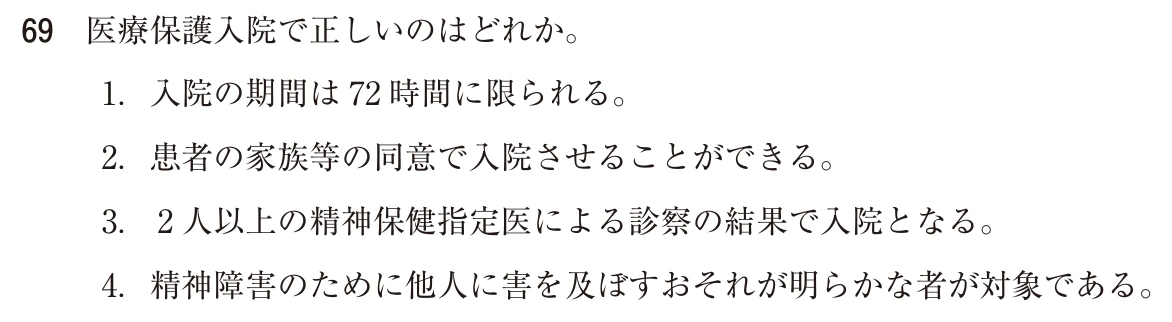 69 医療保護入院で正しいのはどれか。
1. 入院の期間は 72 時間に限られる。
2. 患者の家族等の同意で入院させることができる。
3. 2 人以上の精神保健指定医による診察の結果で入院となる。
4. 精神障害のために他人に害を及ぼすおそれが明らかな者が対象である。